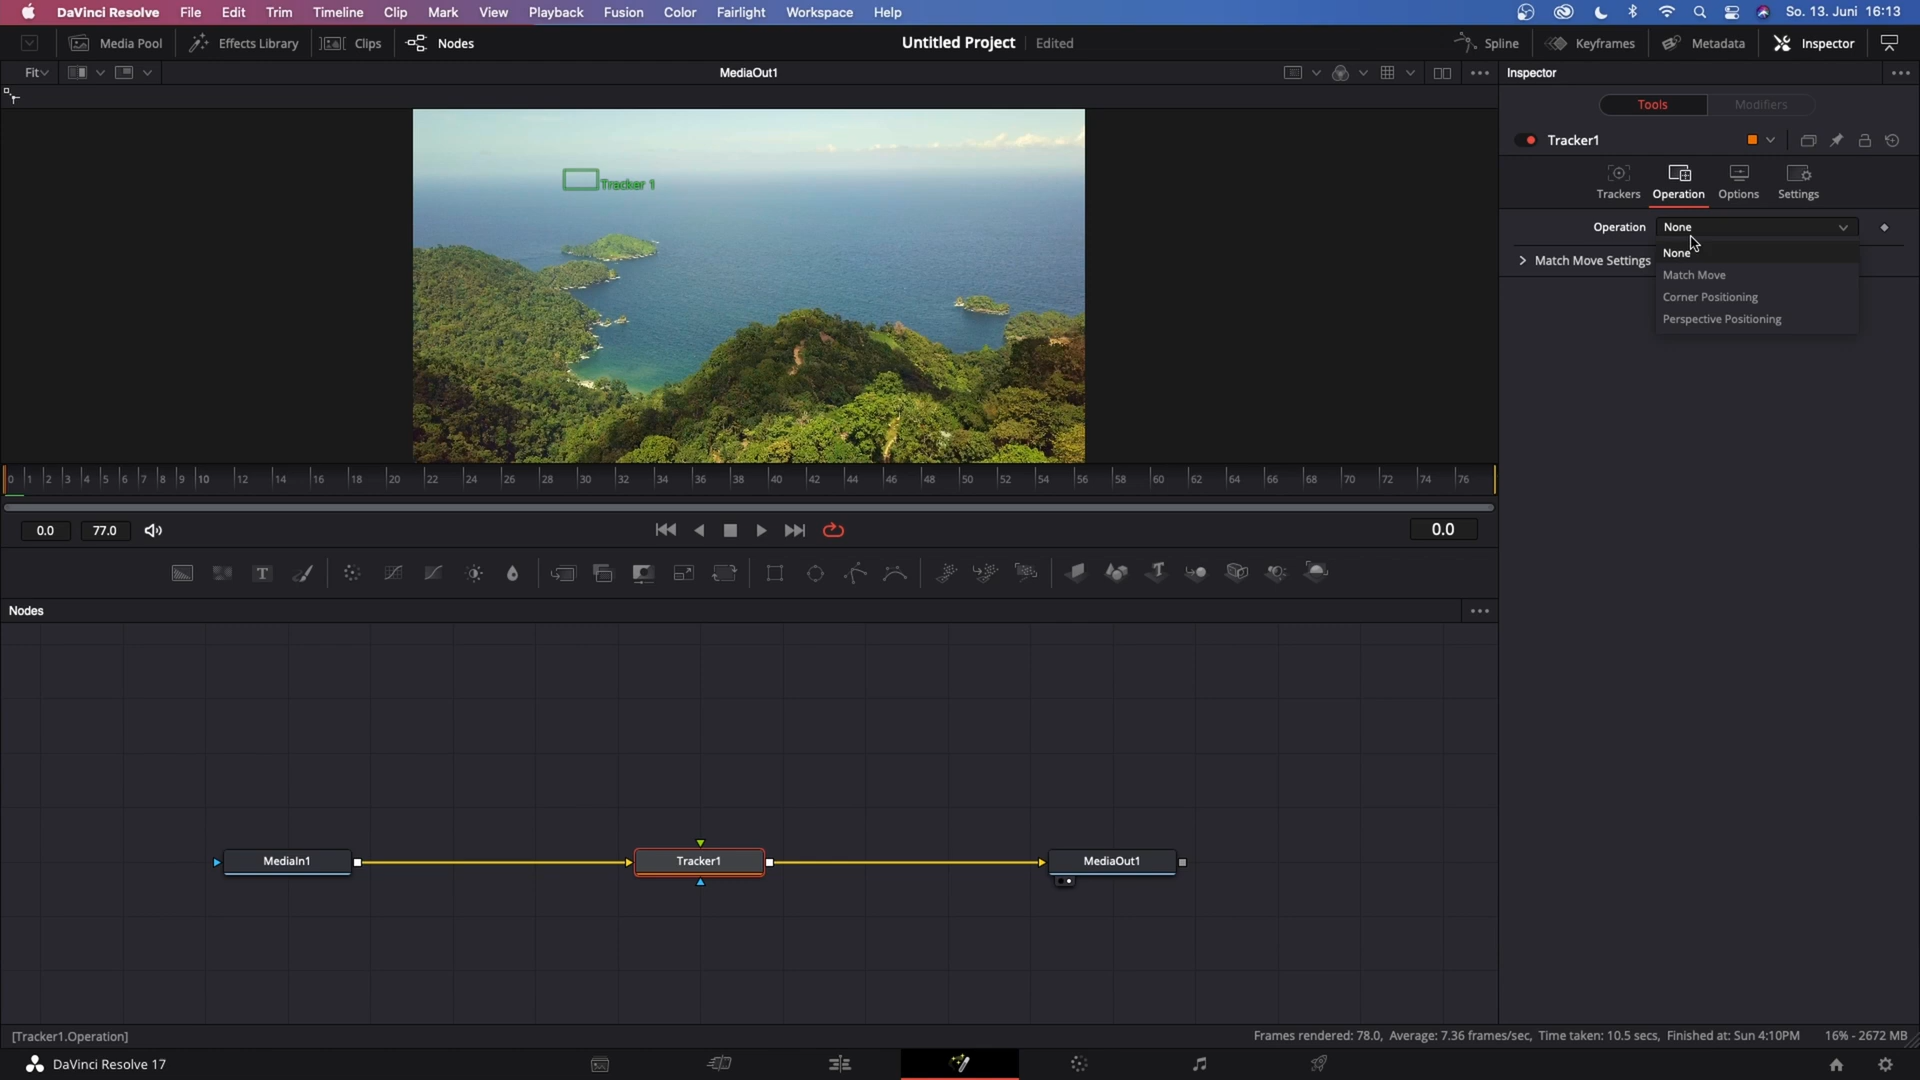 DaVinci Resolve File Edit Trim Timeline Clip Mark View Playback Fusion Color Fairlight Workspace Help So. 13. Juni 16:13
Media Pool Effects Library Clips Nodes Untitled Project Edited Spline Keyframes Metadata Inspector
Fit MediaOut1 Inspector
Tools Modifiers
Tracker1
Trackers Operation Options Settings
Tracker 1
Operation None
None
Match Move Settings
Match Move
Corner Positioning
Perspective Positioning
0 1 2 3 4 5 6 7 8 9 10 12 14 16 18 20 22 24 26 28 30 32 34 36 38 40 42 44 46 48 50 52 54 56 58 60 62 64 66 68 70 72 74 76
0.0 77.0 0.0
T
Nodes
MediaIn1 Tracker1 MediaOut1
[Tracker1.Operation] Frames rendered: 78.0, Average: 7.36 frames/sec, Time taken: 10.5 secs, Finished at: Sun 4:10PM 16% - 2672 MB
DaVinci Resolve 17